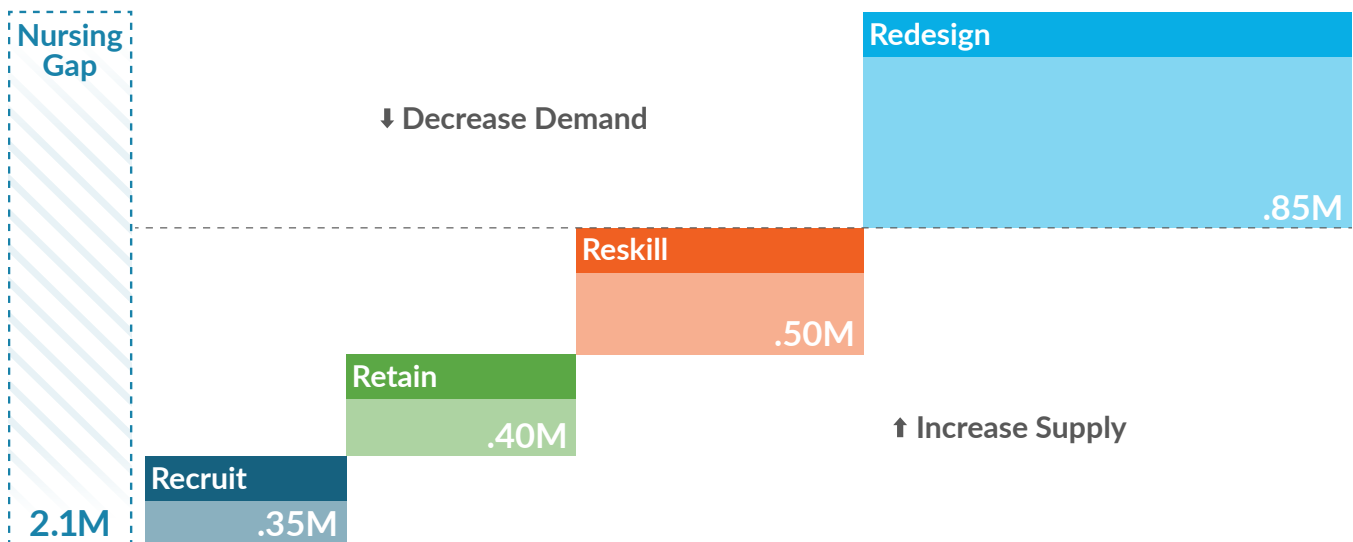 Nursing
Gap
2.1M
Redesign
.85M
⬇ Decrease Demand
Reskill
.50M
Retain
.40M
⬆ Increase Supply
Recruit
.35M